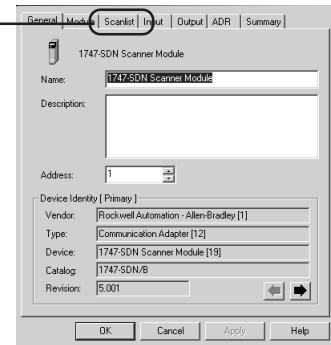 General Module Scanlist Input Output ADR Summary
1747-SDN Scanner Module
Name: 1747-SDN Scanner Module
Description:
Address: 1
Device Identity [ Primary ]
Vendor: Rockwell Automation - Allen-Bradley [1]
Type: Communication Adapter [12]
Device: 1747-SDN Scanner Module [19]
Catalog: 1747-SDN/B
Revision: 5.001
OK Cancel Apply Help